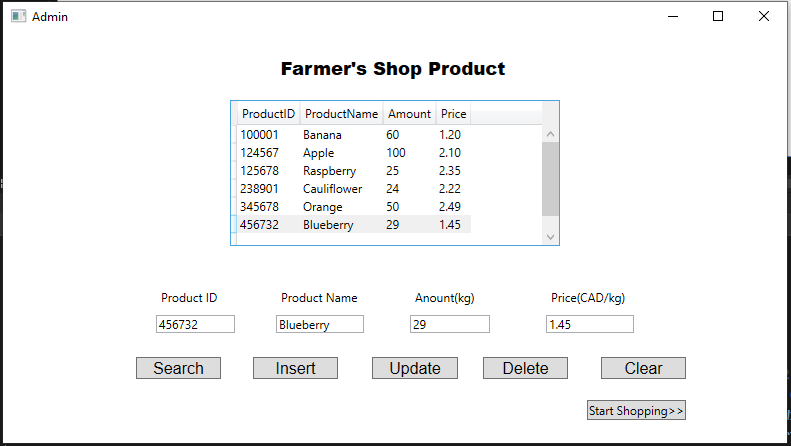 Admin
Farmer's Shop Product
ProductID ProductName Amount Price
100001 Banana 60 1.20
124567 Apple 100 2.10
125678 Raspberry 25 2.35
238901 Cauliflower 24 2.22
345678 Orange 50 2.49
456732 Blueberry 29 1.45
Product ID Product Name Anount(kg) Price(CAD/kg)
456732 Blueberry 29 1.45
Search Insert Update Delete Clear
Start Shopping>>